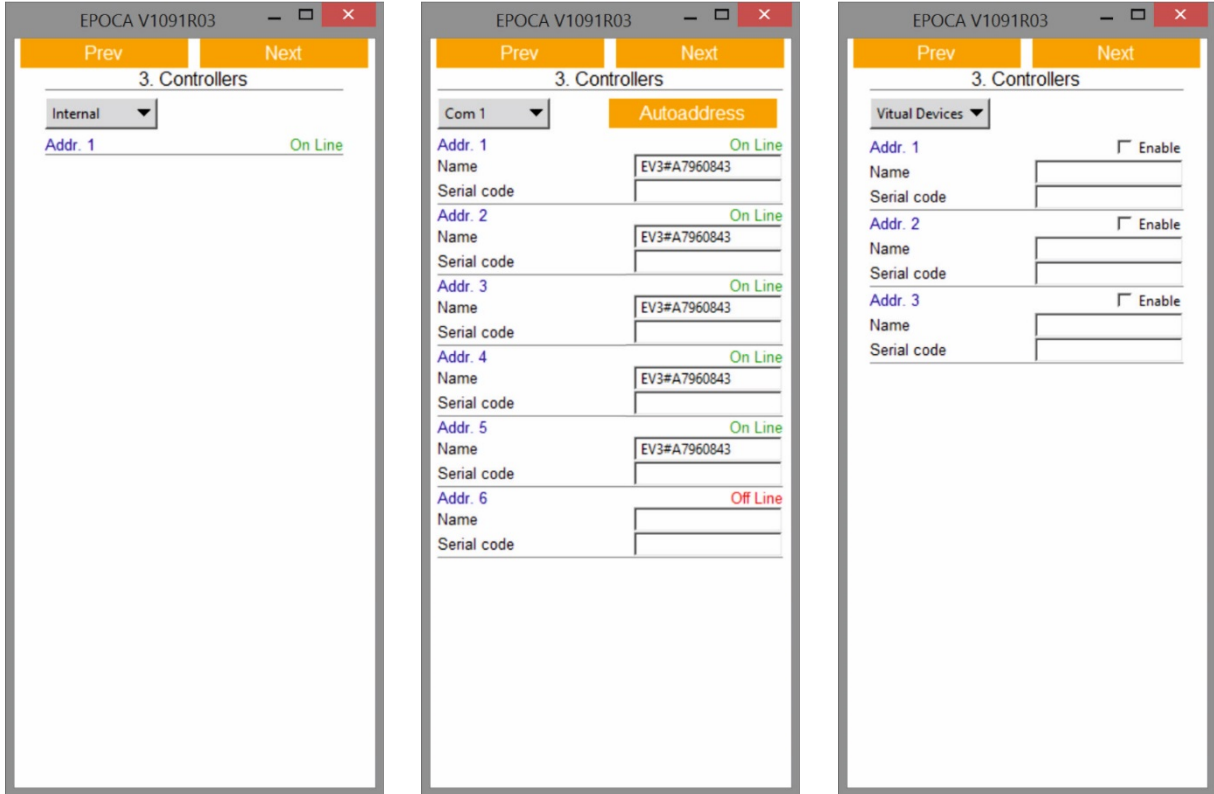 EPOCA V1091R03
Prev Next
3. Controllers
Internal
Addr. 1 On Line
EPOCA V1091R03
Prev Next
3. Controllers
Com 1 Autoaddress
Addr. 1 On Line
Name EV3#A7960843
Serial code
Addr. 2 On Line
Name EV3#A7960843
Serial code
Addr. 3 On Line
Name EV3#A7960843
Serial code
Addr. 4 On Line
Name EV3#A7960843
Serial code
Addr. 5 On Line
Name EV3#A7960843
Serial code
Addr. 6 Off Line
Name
Serial code
EPOCA V1091R03
Prev Next
3. Controllers
Vitual Devices
Addr. 1 Enable
Name
Serial code
Addr. 2 Enable
Name
Serial code
Addr. 3 Enable
Name
Serial code